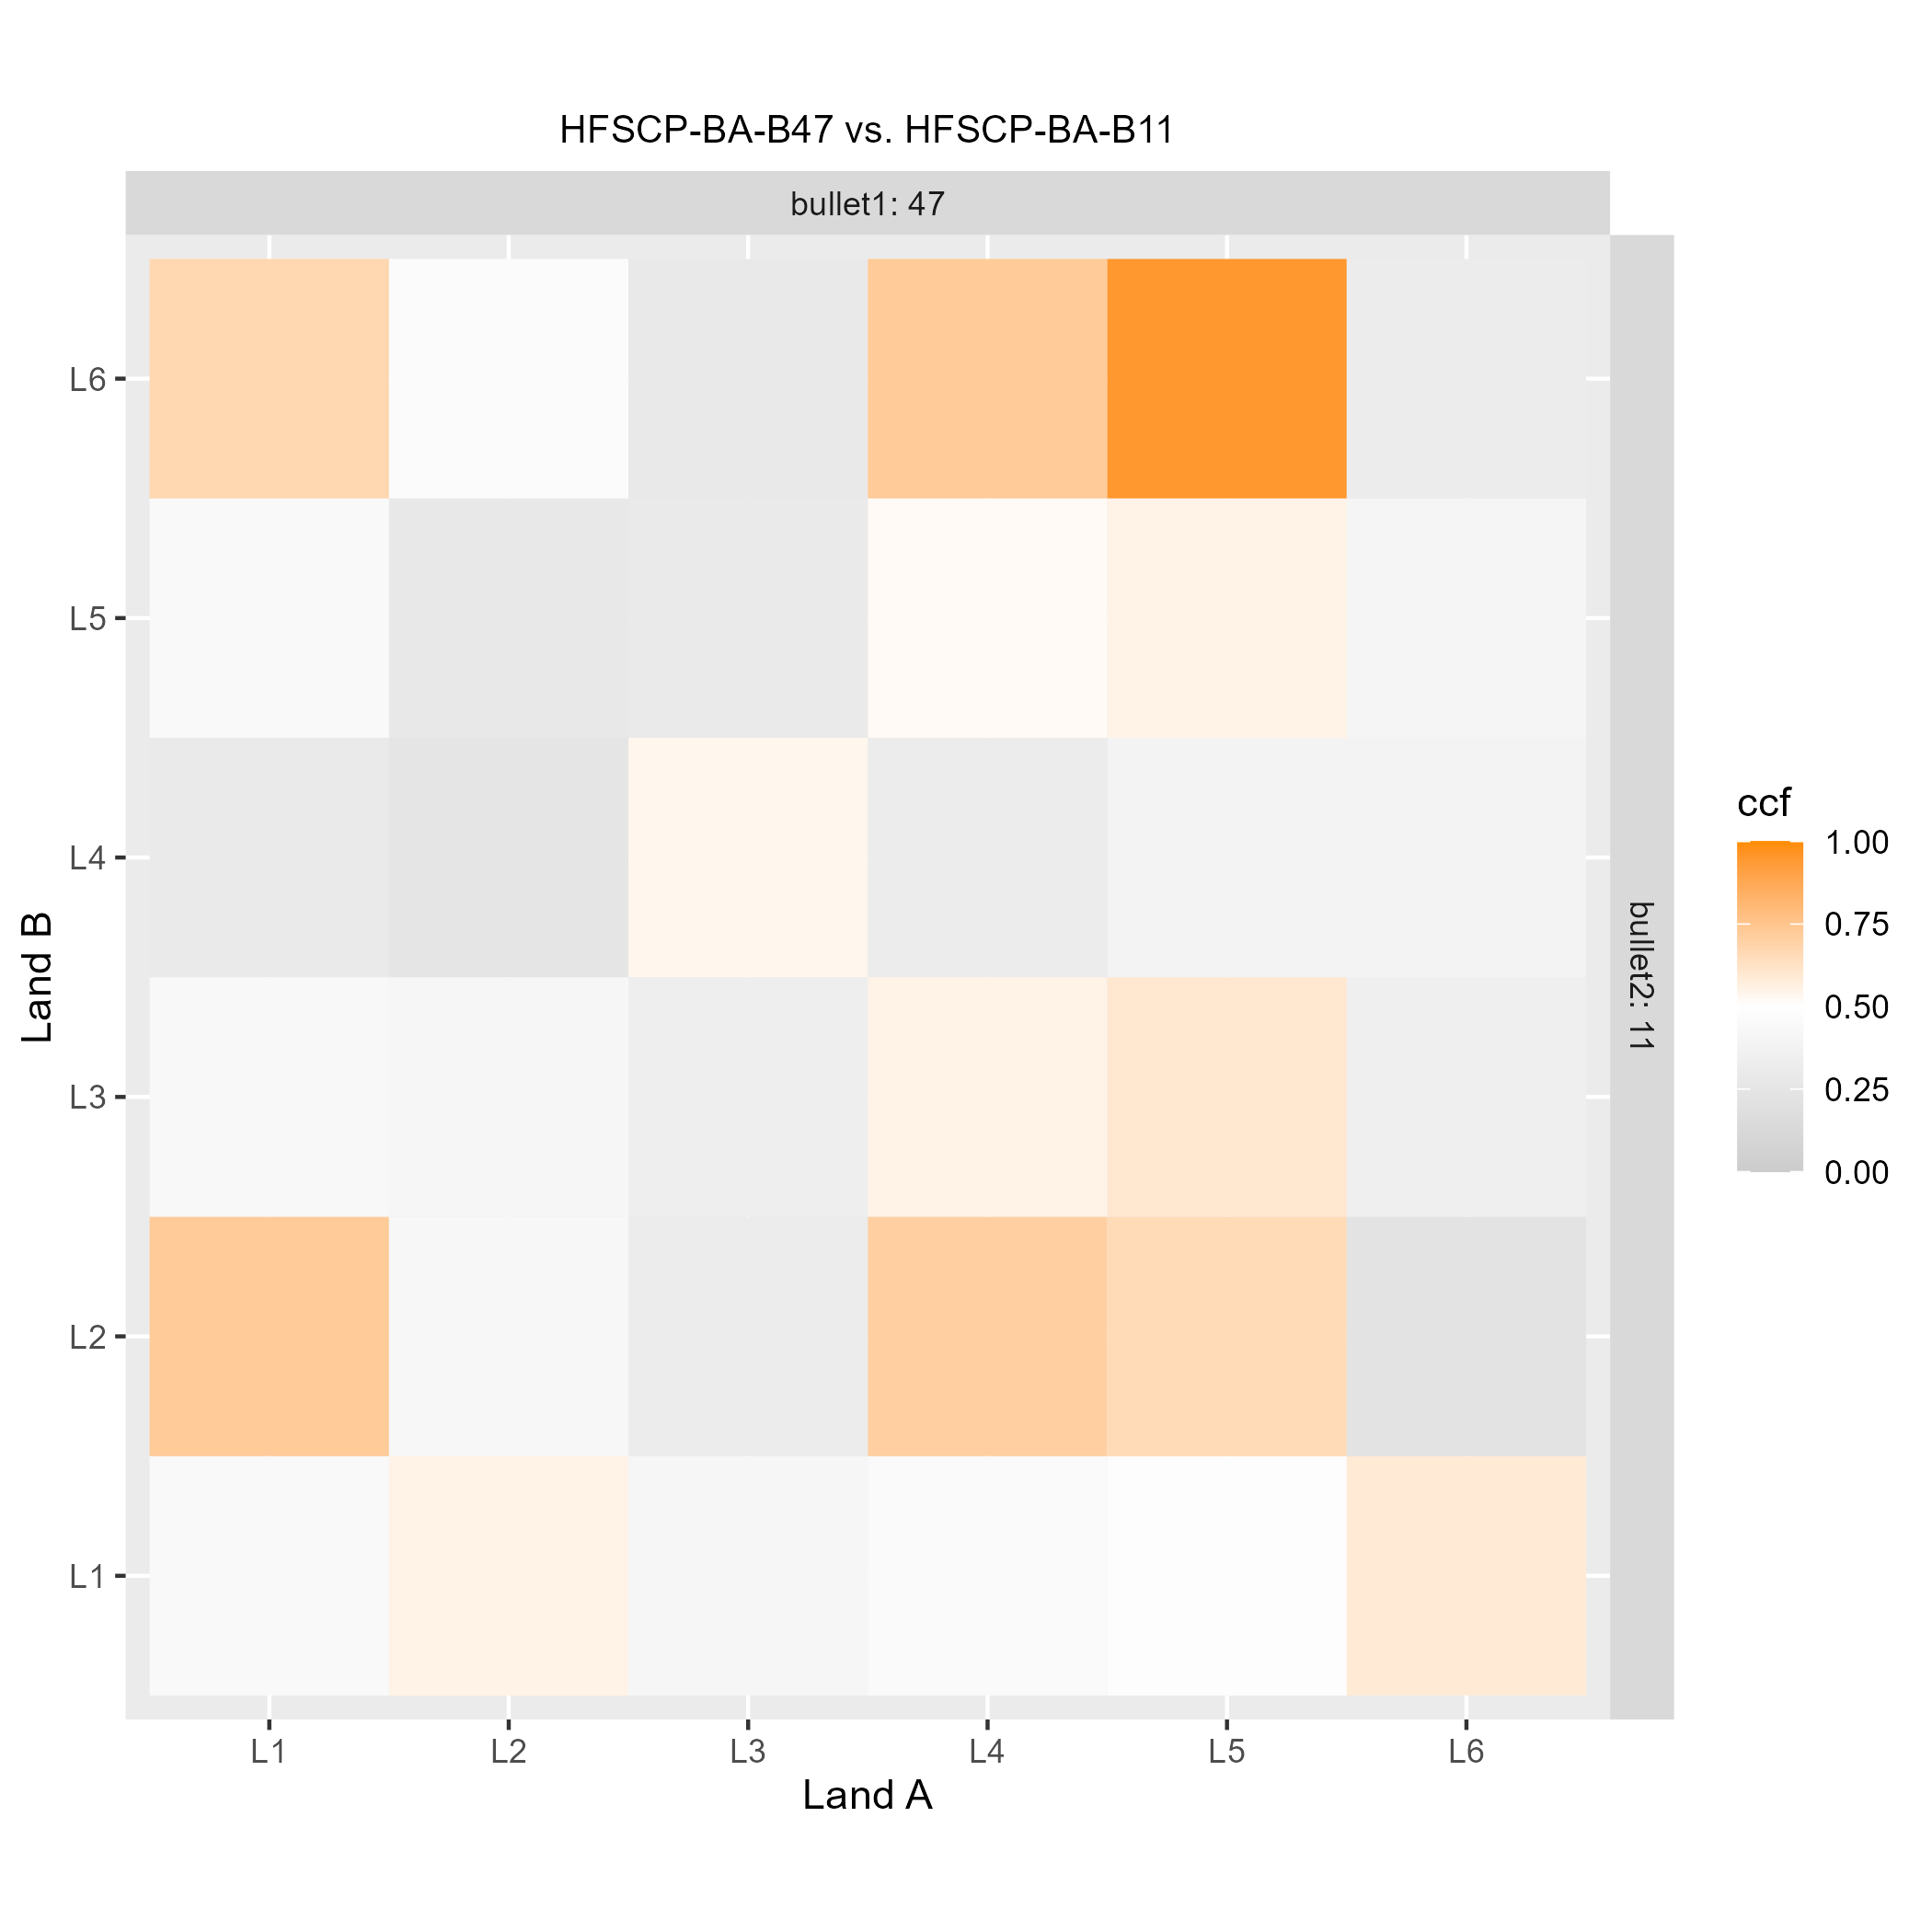 HFSCP-BA-B47 vs. HFSCP-BA-B11
bullet1: 47
L6
L5
L4
L3
L2
L1
Land B
bullet2: 11
L1 L2 L3 L4 L5 L6
Land A
ccf
1.00
0.75
0.50
0.25
0.00